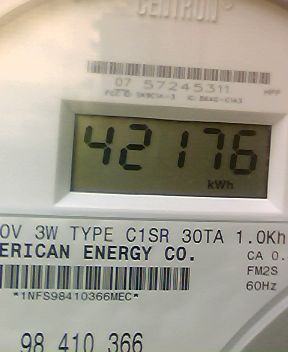 CENTRON®
07 57245311
42176
kWh
0V 3W TYPE C1SR 30TA 1.0Kh
ERICAN ENERGY CO. CA 0.
FM2S
60Hz
*1NFS98410366MEC*
98 410 366